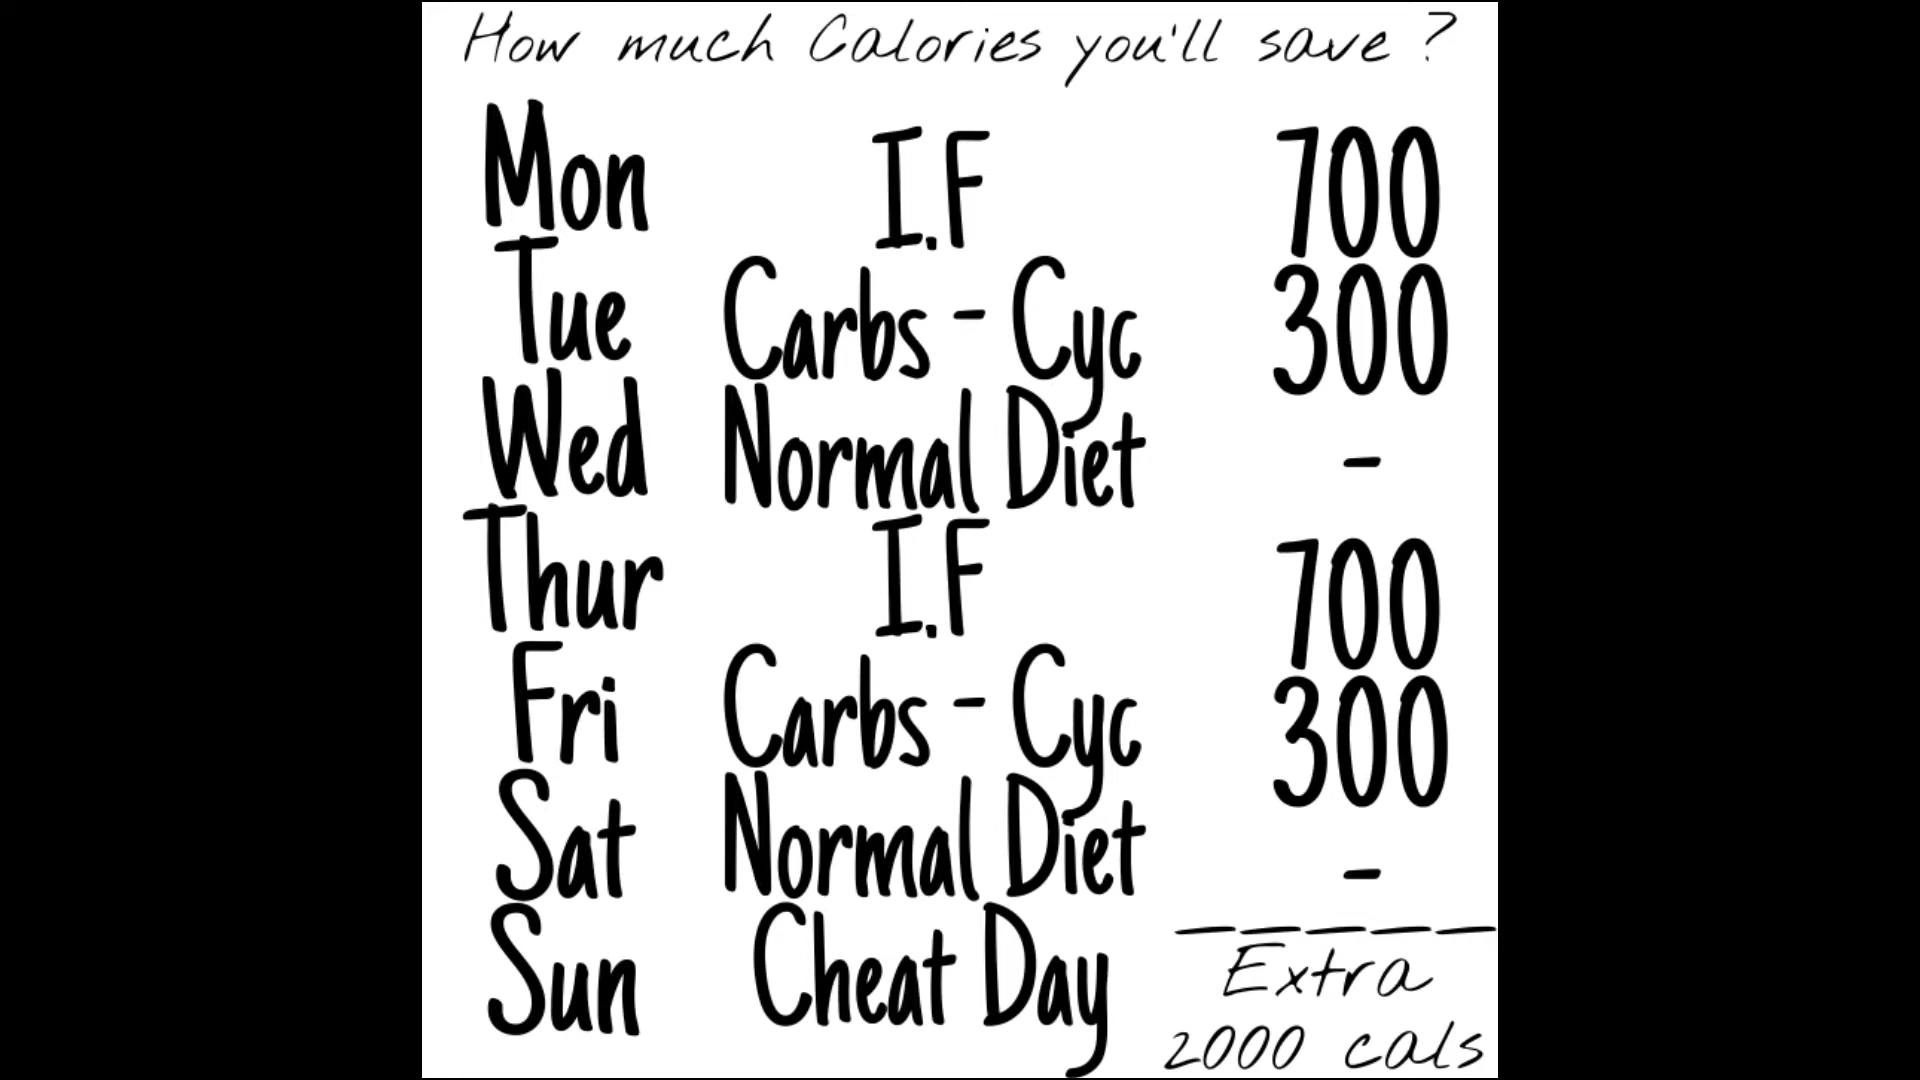 How much Calories you'll save ?
Mon I.F 700
Tue Carbs - Cyc 300
Wed Normal Diet -
Thur I.F 700
Fri Carbs - Cyc 300
Sat Normal Diet -
_____
Sun Cheat Day Extra
2000 cals